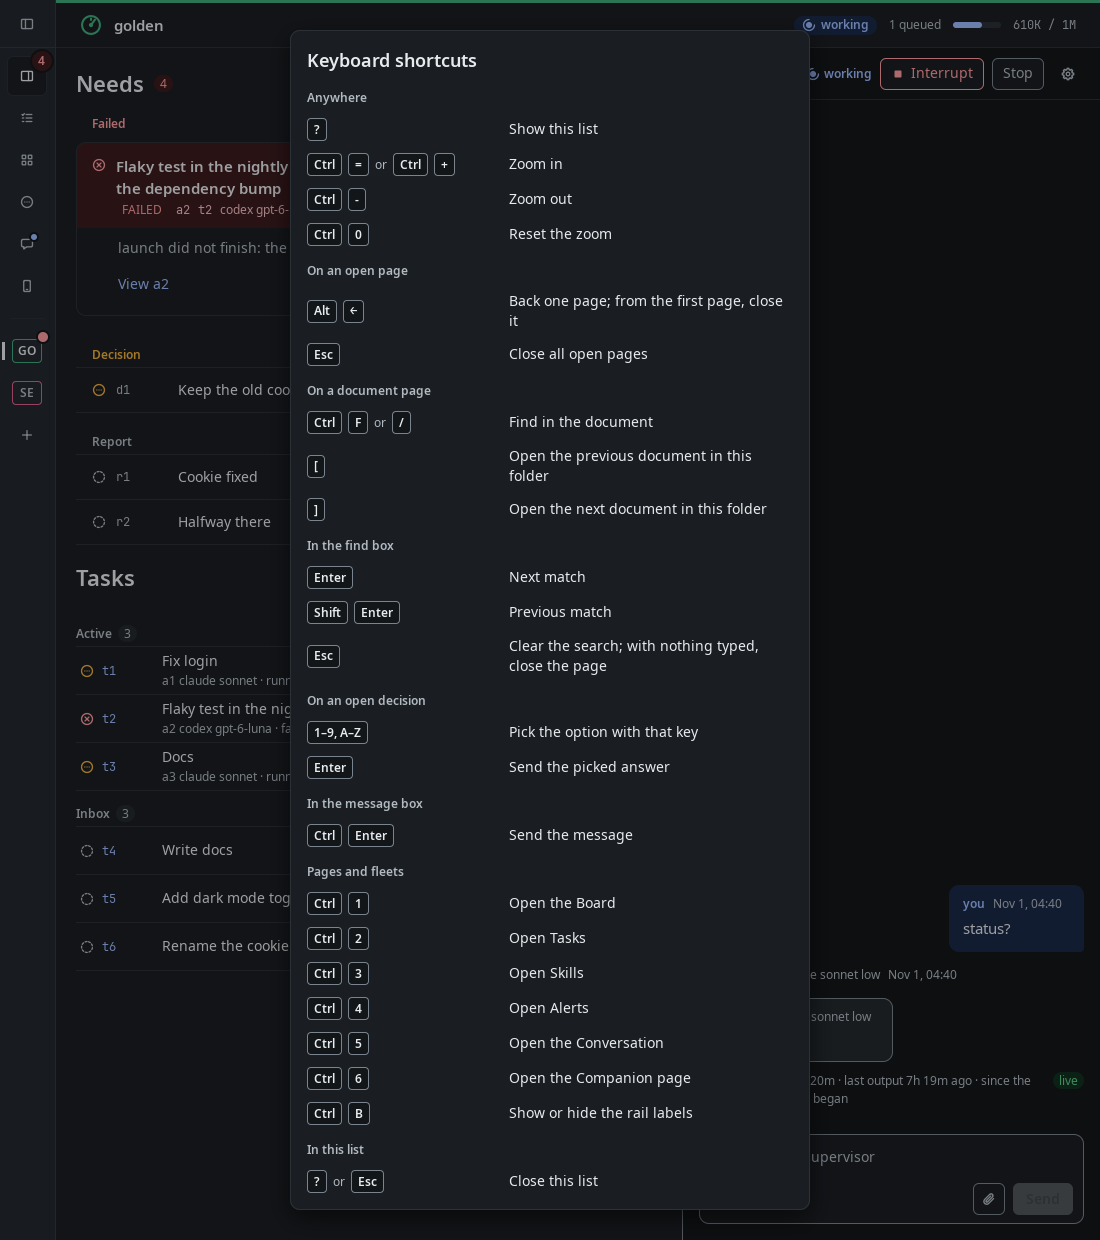 golden
working
1 queued
610K / 1M
4
Needs 4
working
Interrupt
Stop
Failed
Flaky test in the nightly
the dependency bump
FAILED a2 t2 codex gpt-6-
launch did not finish: the
View a2
GO
SE
Decision
d1 Keep the old coo
Report
r1 Cookie fixed
r2 Halfway there
Tasks
Active 3
t1 Fix login
a1 claude sonnet · runr
t2 Flaky test in the nig
a2 codex gpt-6-luna · fa
t3 Docs
a3 claude sonnet · runr
Inbox 3
t4 Write docs
t5 Add dark mode tog
t6 Rename the cookie
Keyboard shortcuts
Anywhere
? Show this list
Ctrl = or Ctrl + Zoom in
Ctrl - Zoom out
Ctrl 0 Reset the zoom
On an open page
Alt ← Back one page; from the first page, close
it
Esc Close all open pages
On a document page
Ctrl F or / Find in the document
[ Open the previous document in this
folder
] Open the next document in this folder
In the find box
Enter Next match
Shift Enter Previous match
Esc Clear the search; with nothing typed,
close the page
On an open decision
1–9, A–Z Pick the option with that key
Enter Send the picked answer
In the message box
Ctrl Enter Send the message
Pages and fleets
Ctrl 1 Open the Board
Ctrl 2 Open Tasks
Ctrl 3 Open Skills
Ctrl 4 Open Alerts
Ctrl 5 Open the Conversation
Ctrl 6 Open the Companion page
Ctrl B Show or hide the rail labels
In this list
? or Esc Close this list
you Nov 1, 04:40
status?
e sonnet low Nov 1, 04:40
sonnet low
20m · last output 7h 19m ago · since the
began
live
upervisor
Send